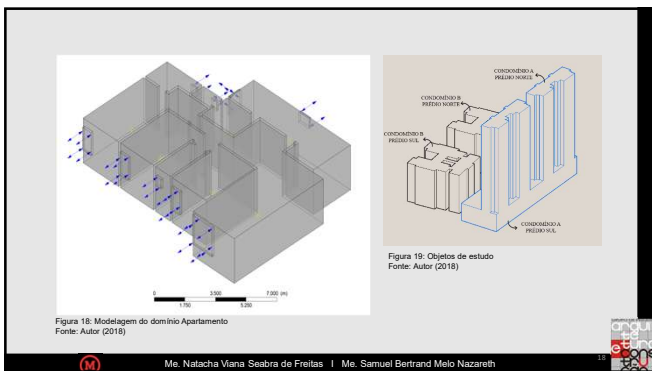 0
3.500
7.000 (m)
1.750
5.250
Figura 18: Modelagem do domínio Apartamento
Fonte: Autor (2018)
CONDOMÍNIO A
PRÉDIO NORTE
CONDOMÍNIO B
PRÉDIO NORTE
CONDOMÍNIO B
PRÉDIO SUL
CONDOMÍNIO A
PRÉDIO SUL
Figura 19: Objetos de estudo
Fonte: Autor (2018)
M
Me. Natacha Viana Seabra de Freitas I Me. Samuel Bertrand Melo Nazareth
18